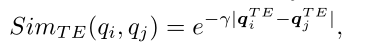 $Sim_{TE}(q_i, q_j) = e^{-\gamma|\boldsymbol{q}_i^{TE} - \boldsymbol{q}_j^{TE}|},$